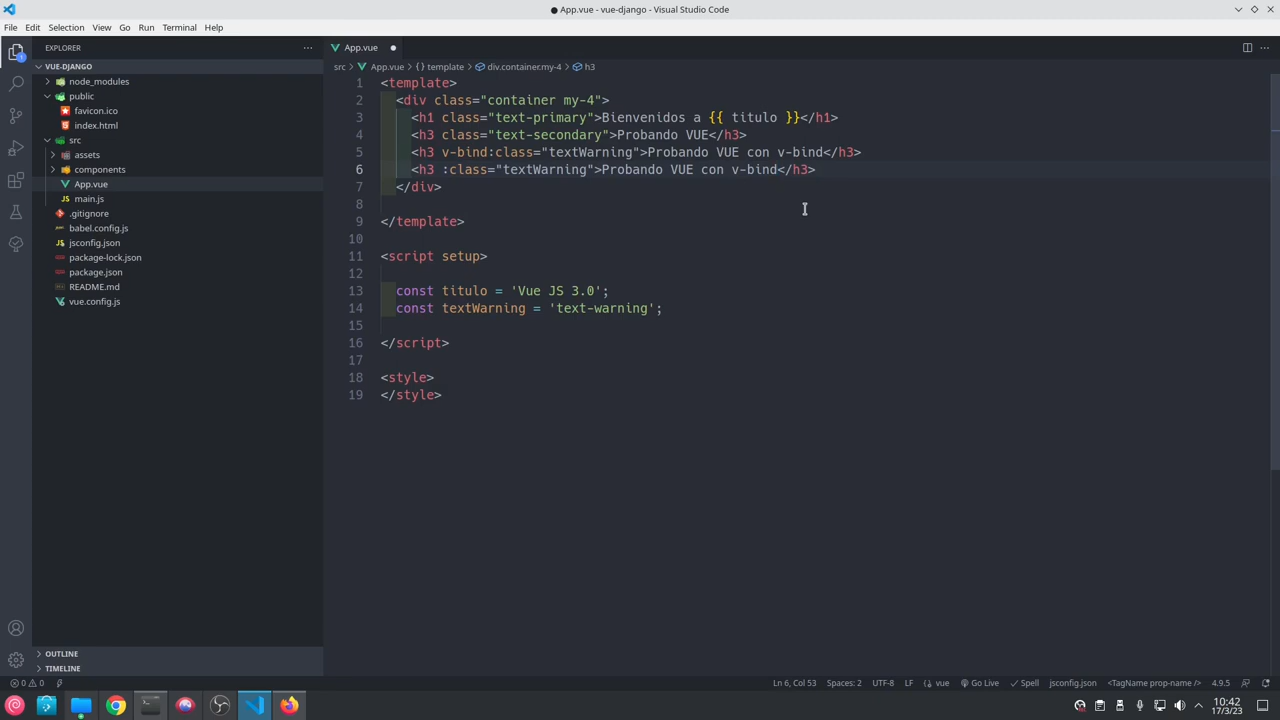 App.vue - vue-django - Visual Studio Code
File Edit Selection View Go Run Terminal Help
EXPLORER
App.vue
VUE-DJANGO
src > App.vue > {} template > div.container.my-4 > h3
node_modules
public
favicon.ico
index.html
src
assets
components
App.vue
main.js
.gitignore
babel.config.js
jsconfig.json
package-lock.json
package.json
README.md
vue.config.js
1 <template>
2 <div class="container my-4">
3 <h1 class="text-primary">Bienvenidos a {{ titulo }}</h1>
4 <h3 class="text-secondary">Probando VUE</h3>
5 <h3 v-bind:class="textWarning">Probando VUE con v-bind</h3>
6 <h3 :class="textWarning">Probando VUE con v-bind</h3>
7 </div>
8
9 </template>
10
11 <script setup>
12
13 const titulo = 'Vue JS 3.0';
14 const textWarning = 'text-warning';
15
16 </script>
17
18 <style>
19 </style>
OUTLINE
TIMELINE
0 0 Ln 6, Col 53 Spaces: 2 UTF-8 LF {} vue Go Live Spell jsconfig.json <TagName prop-name /> 4.9.5
10:42
17/3/23